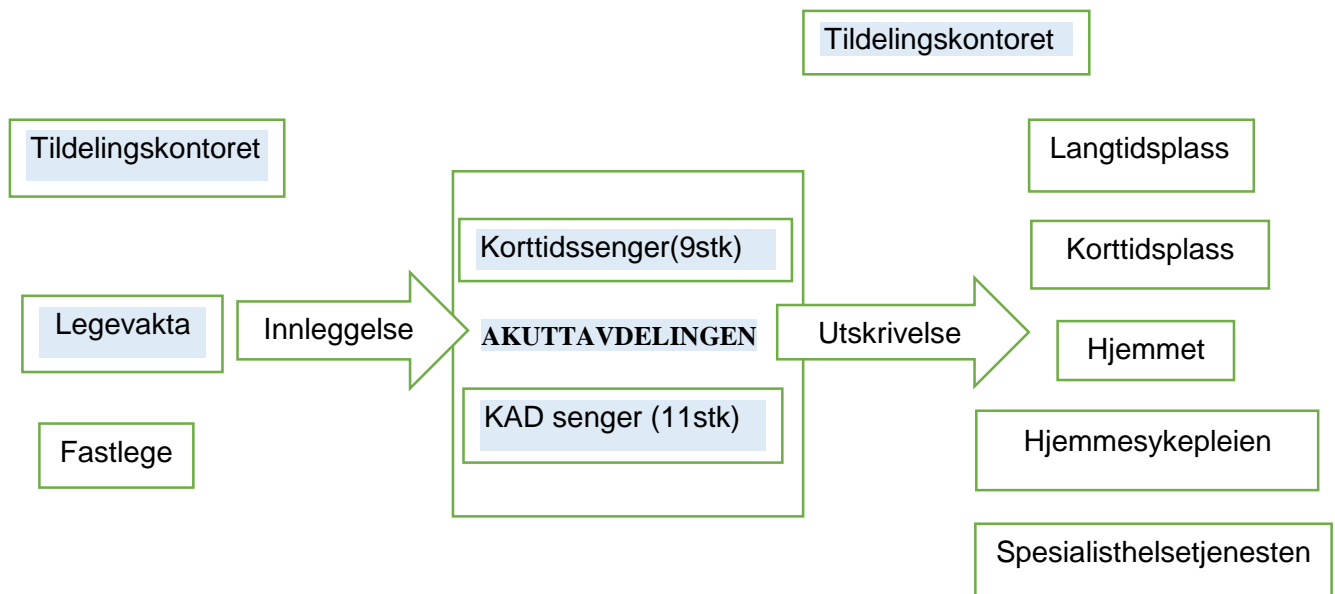 Tildelingskontoret
Tildelingskontoret
Langtidsplass
Korttidssenger(9stk)
Korttidsplass
Legevakta
Innleggelse
AKUTTAVDELINGEN
Utskrivelse
Hjemmet
KAD senger (11stk)
Fastlege
Hjemmesykepleien
Spesialisthelsetjenesten